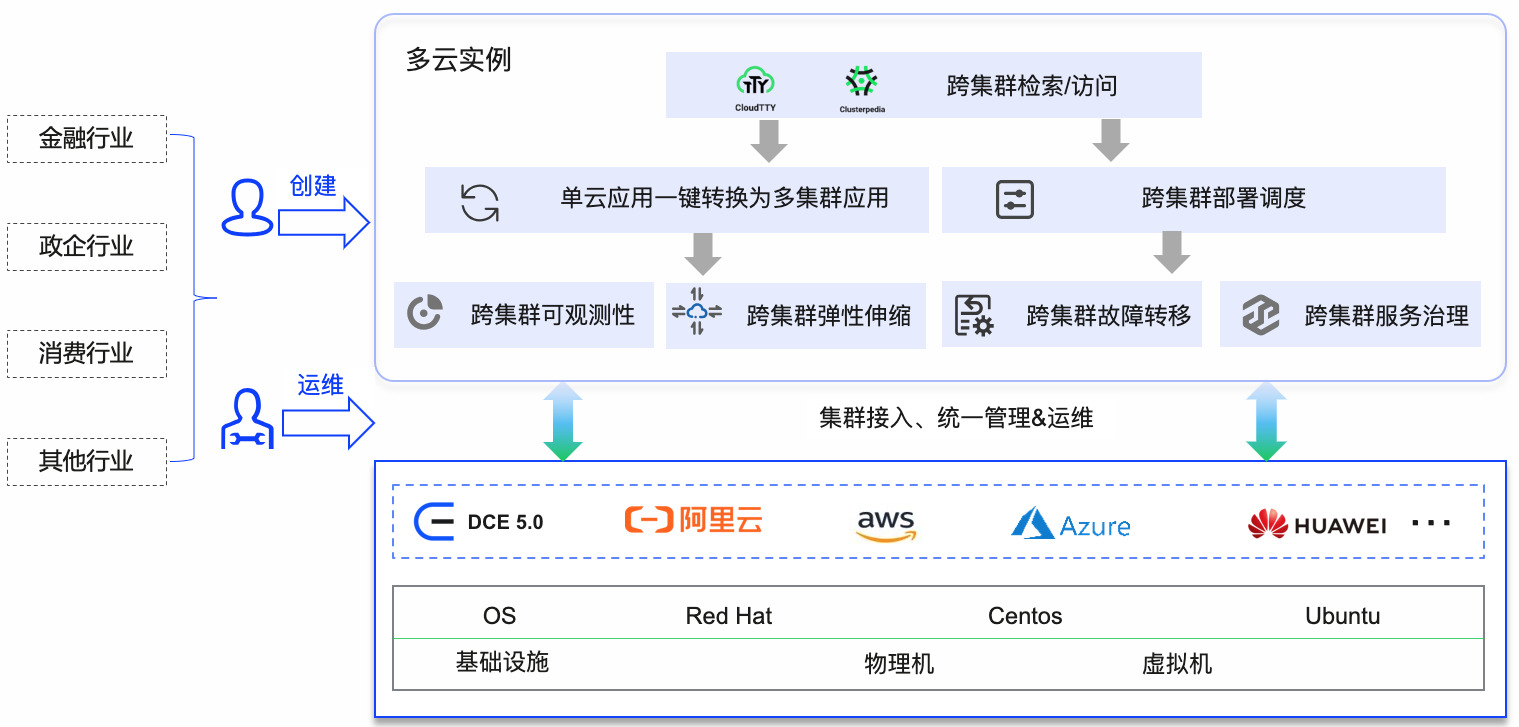 多云实例
CloudTTY
Clusterpedia
跨集群检索/访问
金融行业
政企行业
消费行业
其他行业
创建
运维
单云应用一键转换为多集群应用
跨集群部署调度
跨集群可观测性
跨集群弹性伸缩
跨集群故障转移
跨集群服务治理
集群接入、统一管理&运维
DCE 5.0
阿里云
aws
Azure
HUAWEI ...
OS
Red Hat
Centos
Ubuntu
基础设施
物理机
虚拟机